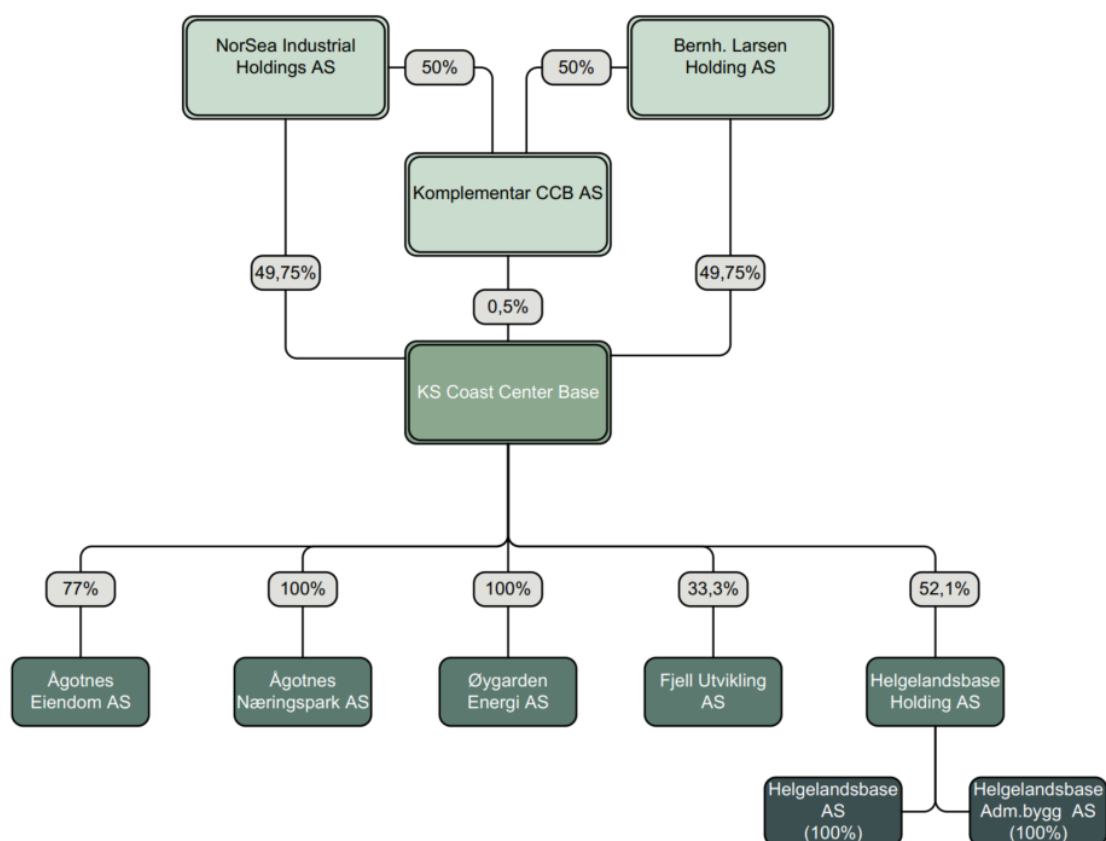 NorSea Industrial
Holdings AS
50%
50%
Bernh. Larsen
Holding AS
Komplementar CCB AS
49,75%
0,5%
49,75%
KS Coast Center Base
77%
100%
100%
33,3%
52,1%
Ågotnes
Eiendom AS
Ågotnes
Næringspark AS
Øygarden
Energi AS
Fjell Utvikling
AS
Helgelandsbase
Holding AS
Helgelandsbase
AS
(100%)
Helgelandsbase
Adm.bygg AS
(100%)